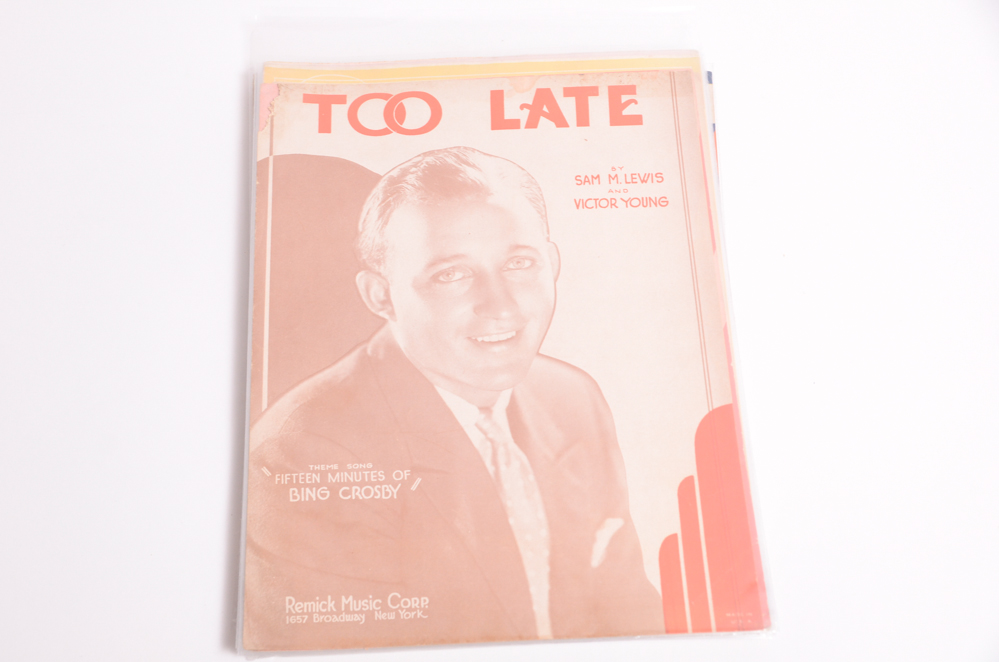 TOO LATE
BY
SAM M. LEWIS
AND
VICTOR YOUNG
THEME SONG
"FIFTEEN MINUTES OF
BING CROSBY"
Remick Music Corp.
1657 Broadway New York
U.S.A.